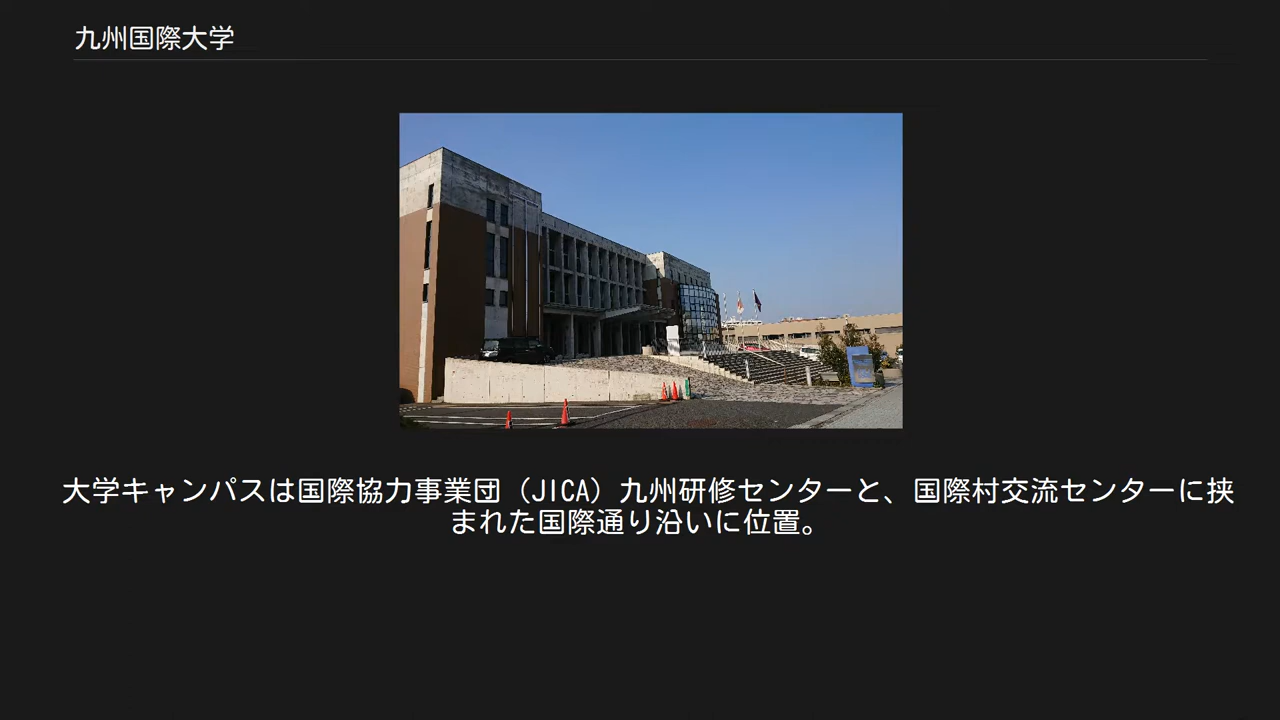 九州国際大学
大学キャンパスは国際協力事業団（JICA）九州研修センターと、国際村交流センターに挟
まれた国際通り沿いに位置。